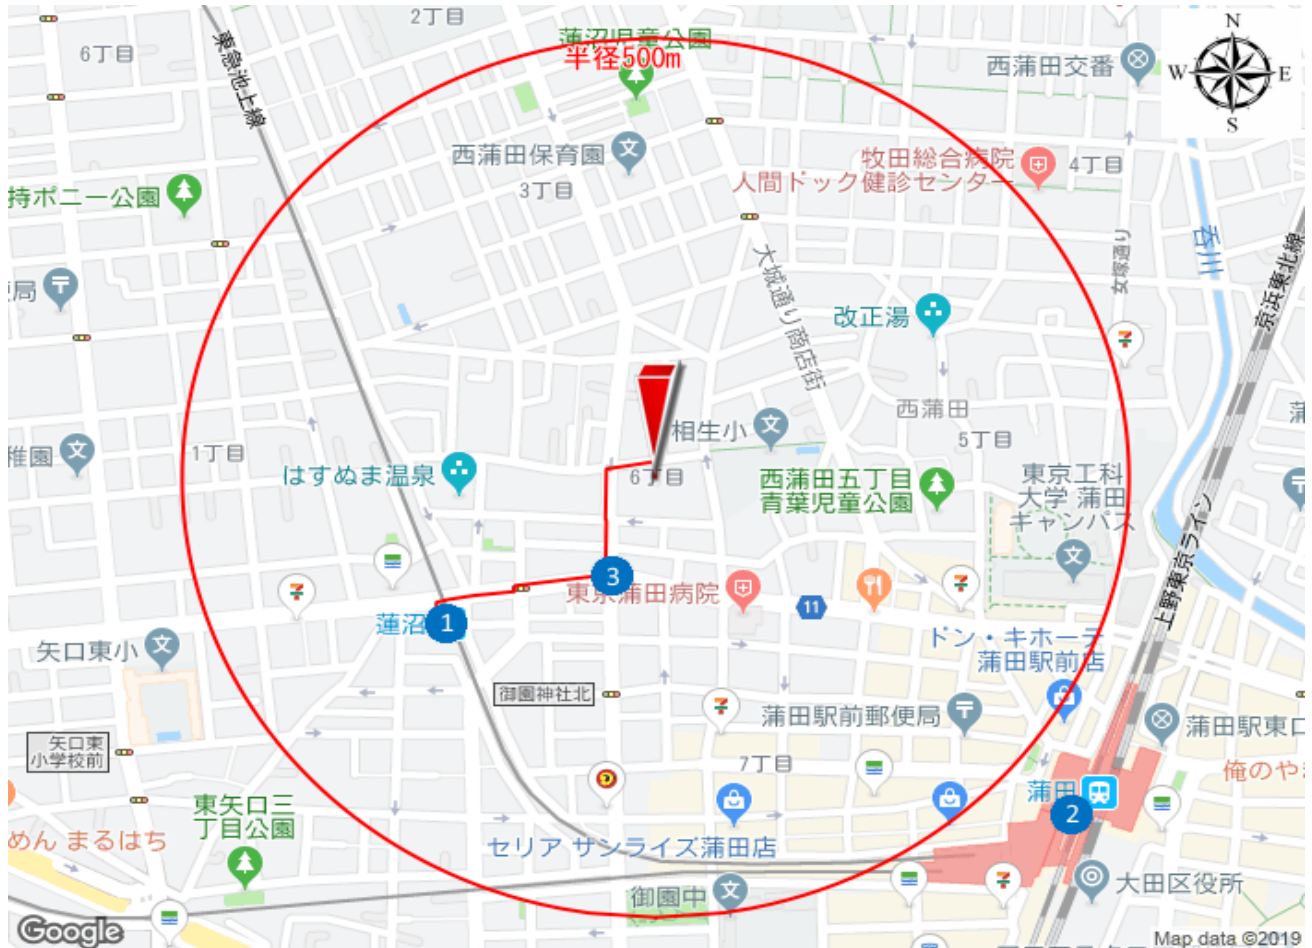 2丁目
6丁目
東急池上線
蓮沼児童公園
半径500m
西蒲田交番
N
W
E
S
西蒲田保育園
3丁目
牧田総合病院
人間ドック健診センター
4丁目
持ポニー公園
女塚通り
呑川
京浜東北線
局
大城通り商店街
改正湯
西蒲田
相生小
5丁目
1丁目
稚園
はすぬま温泉
6丁目
西蒲田五丁目
青葉児童公園
東京工科
大学 蒲田
キャンパス
上野東京ライン
3
東京蒲田病院
11
蓮沼
1
矢口東小
ドン・キホーテ
蒲田駅前店
御園神社北
蒲田駅前郵便局
蒲田駅東口
矢口東
小学校前
7丁目
俺のやき
東矢口三
丁目公園
蒲田
2
めん まるはち
セリア サンライズ蒲田店
御園中
大田区役所
Google
Map data ©2019